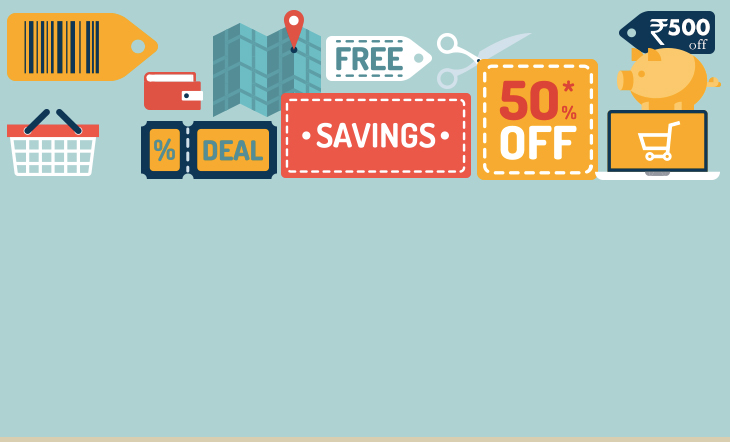 ₹500
off
FREE
50*
%
OFF
SAVINGS
% DEAL